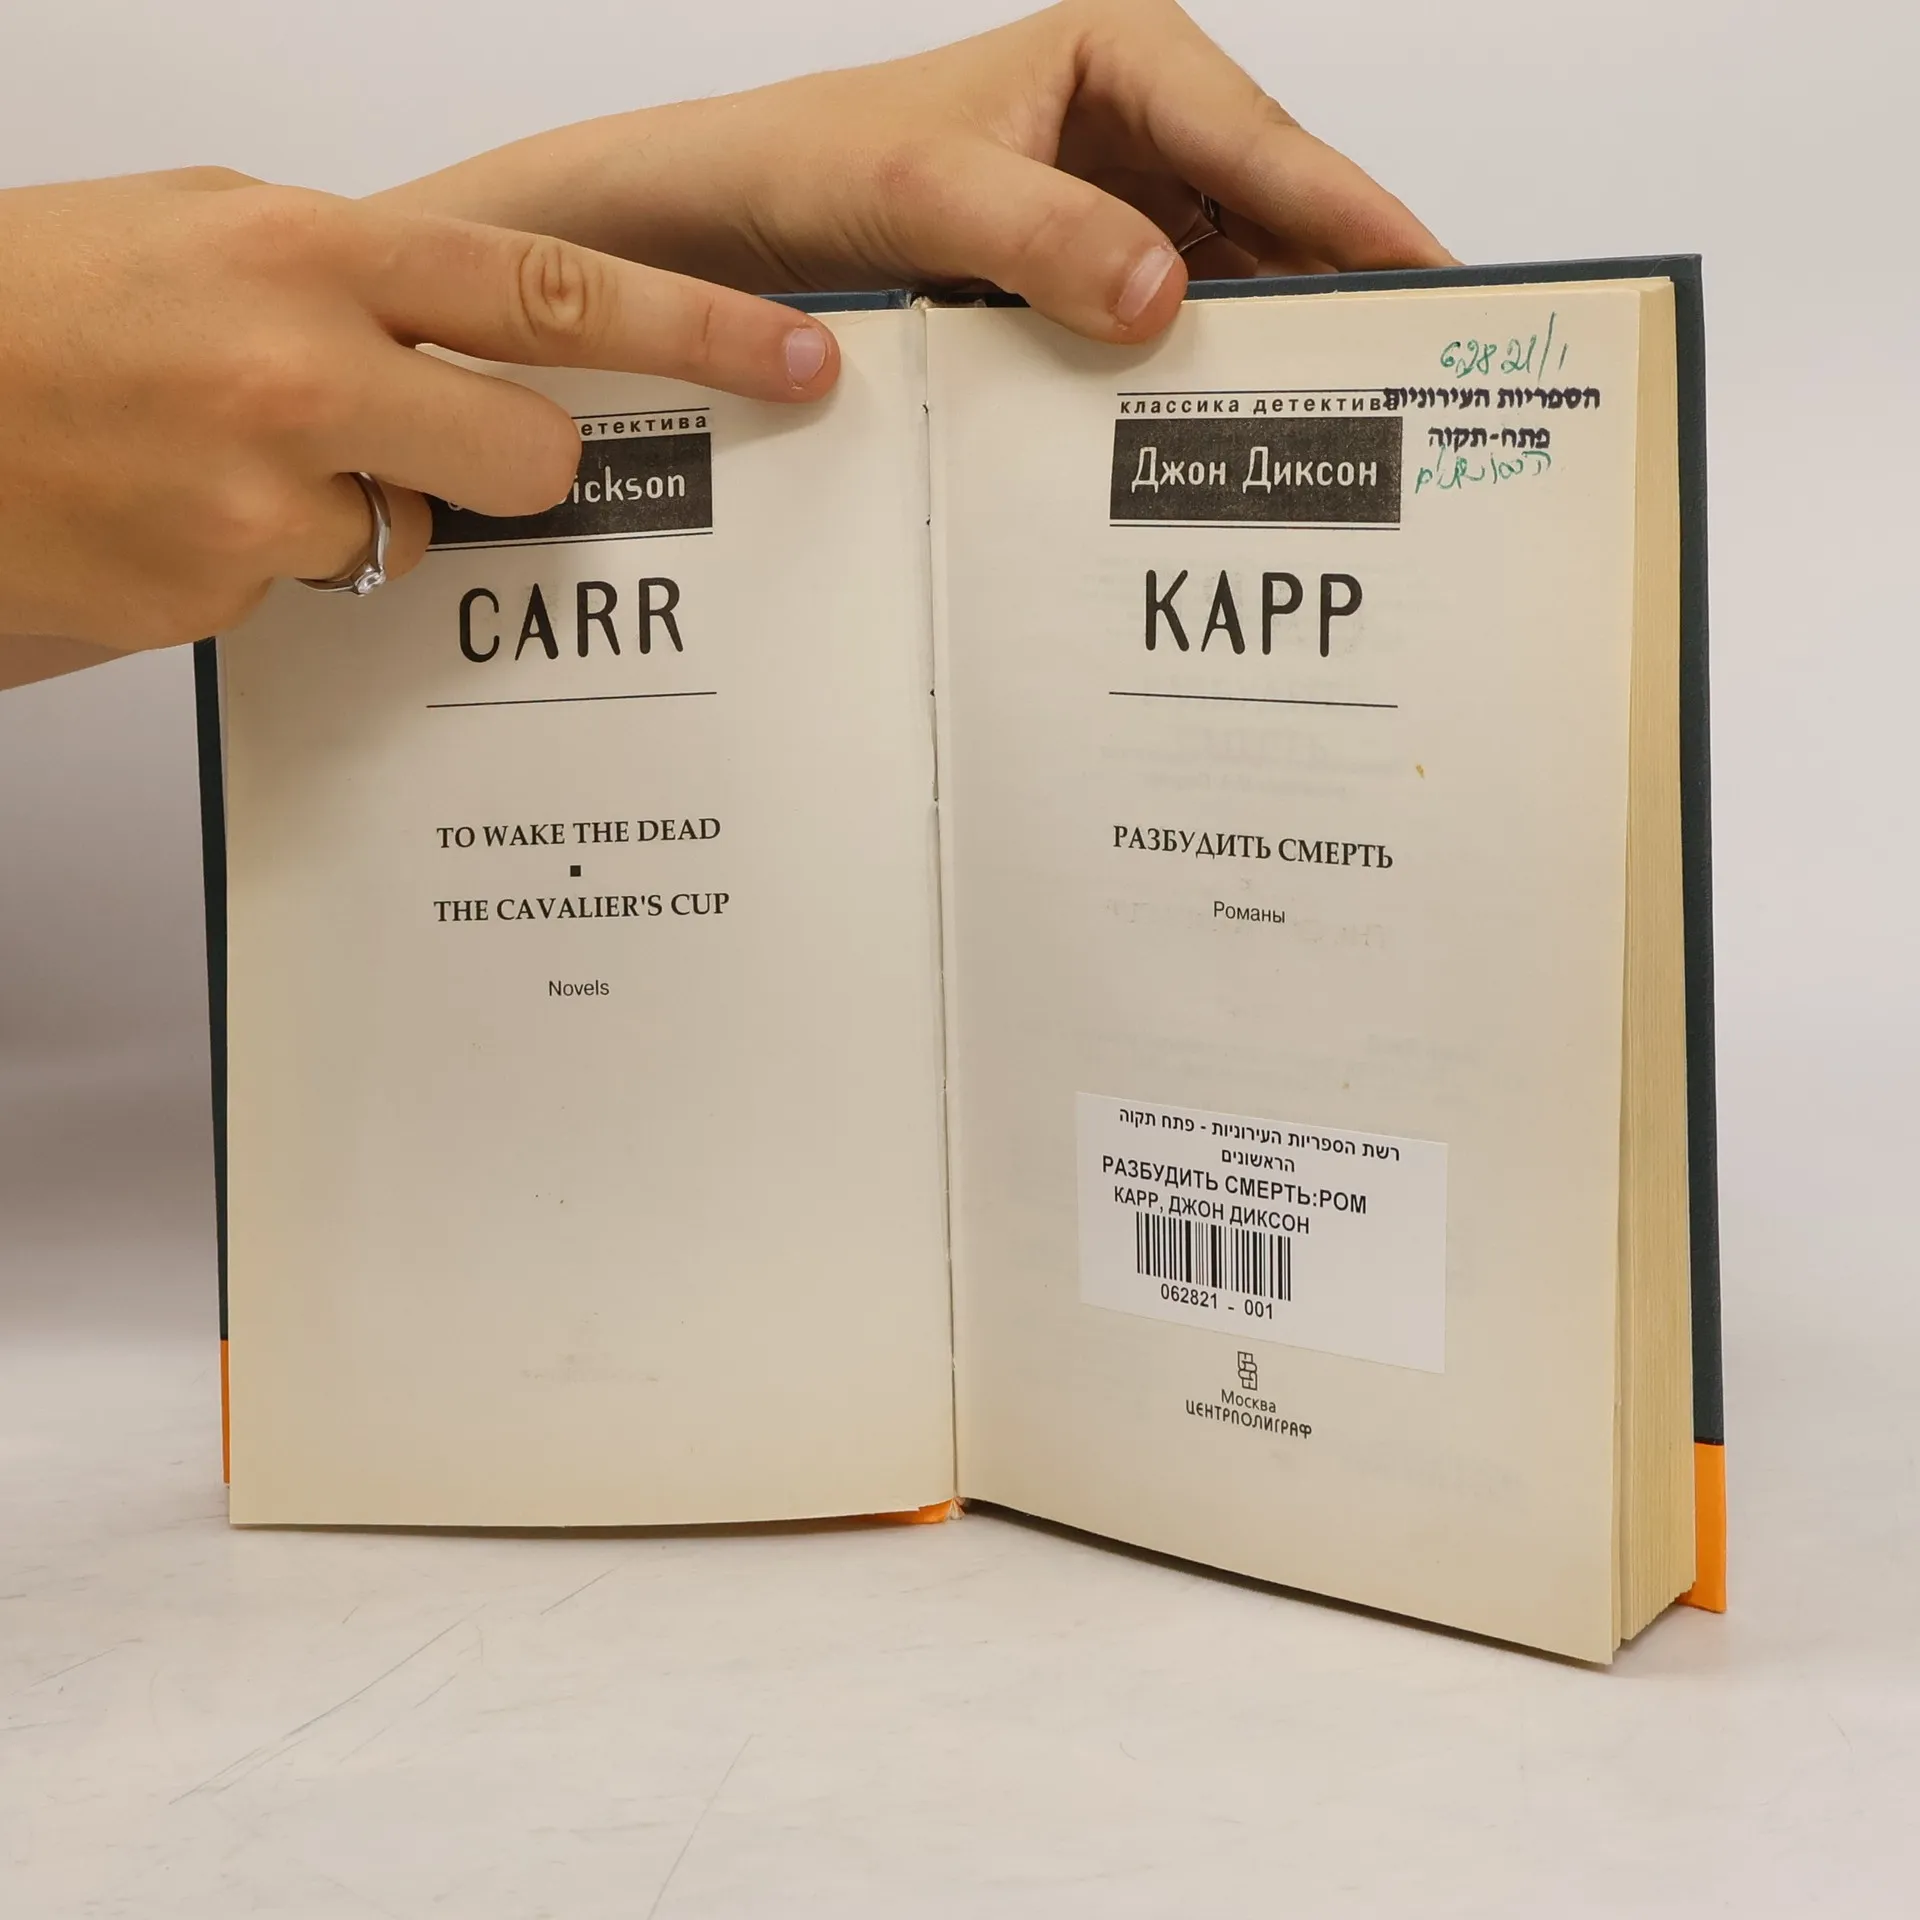 етектива
ickson
CARR
TO WAKE THE DEAD
THE CAVALIER'S CUP
Novels
62821/1
классика детектива
הספריות העירוניות
פתח-תקוה
Джон Диксон
КАРР
РАЗБУДИТЬ СМЕРТЬ
Романы
רשת הספריות העירוניות - פתח תקוה
הראשונים
РАЗБУДИТЬ СМЕРТЬ:РОМ
КАРР, ДЖОН ДИКСОН
062821 - 001
Москва
ЦЕНТРПОЛИГРАФ